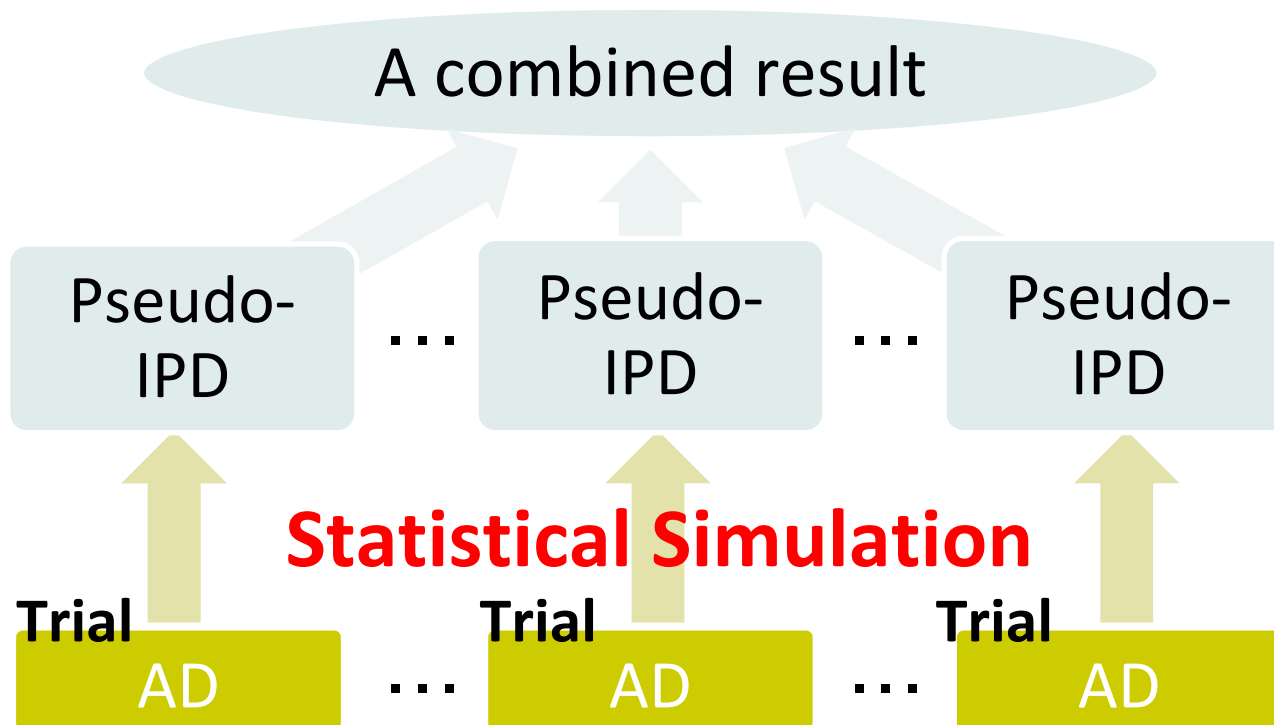 A combined result
Pseudo-
IPD
...
Pseudo-
IPD
...
Pseudo-
IPD
Statistical Simulation
Trial
Trial
Trial
AD
...
AD
...
AD